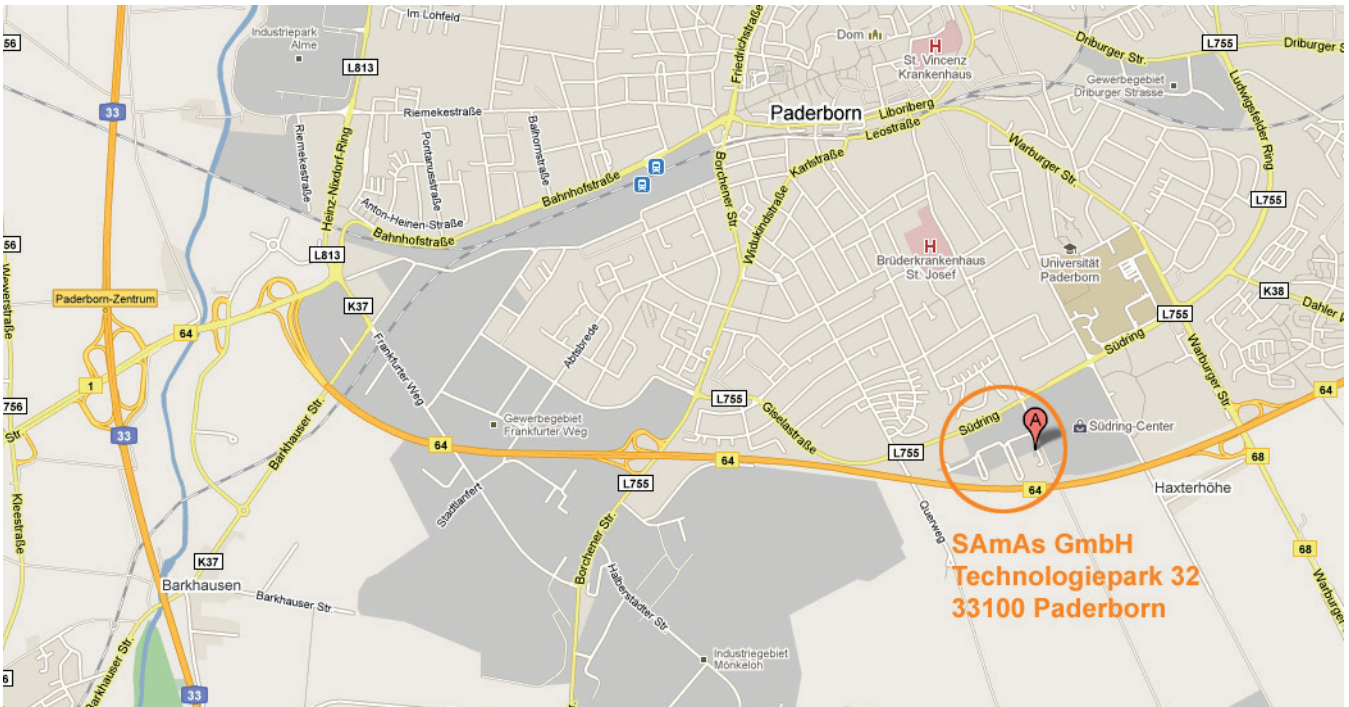 Im Lohfeld
Industriepark
Alme
56
L813
33
Riemekestraße
Riemekestraße
Pontanusstraße
Balhornstraße
Heinz-Nixdorf-Ring
Anton-Heinen-Straße
Bahnhofstraße
Bahnhofstraße
Friedrichstraße
Dom
H
St. Vincenz
Krankenhaus
Paderborn
Liboriberg
Leostraße
Karlstraße
Borchener Str.
Widukindstraße
Driburger Str.
L755
Driburger S
Gewerbegebiet
Driburger Strasse
Ludwigsfelder Ring
Warburger Str.
L755
H
Brüderkrankenhaus
St. Josef
Universität
Paderborn
K38
Dahler W
L755
Südring
Warburger Str.
56
Wewerstraße
L813
K37
Paderborn-Zentrum
64
1
756
Str
33
Kleestraße
Frankfurter Weg
Abtsbrede
Barkhauser Str.
Gewerbegebiet
Frankfurter Weg
64
L755
Giselastraße
64
L755
L755
Südring
A
Südring-Center
64
64
68
Haxterhöhe
Stadtlanfert
Querweg
Borchener Str.
Halberstädter Str.
K37
Barkhausen
Barkhauser Str.
Barkhauser Str.
6
33
Industriegebiet
Mönkeloh
68
Warburger Str.
SAmAs GmbH
Technologiepark 32
33100 Paderborn